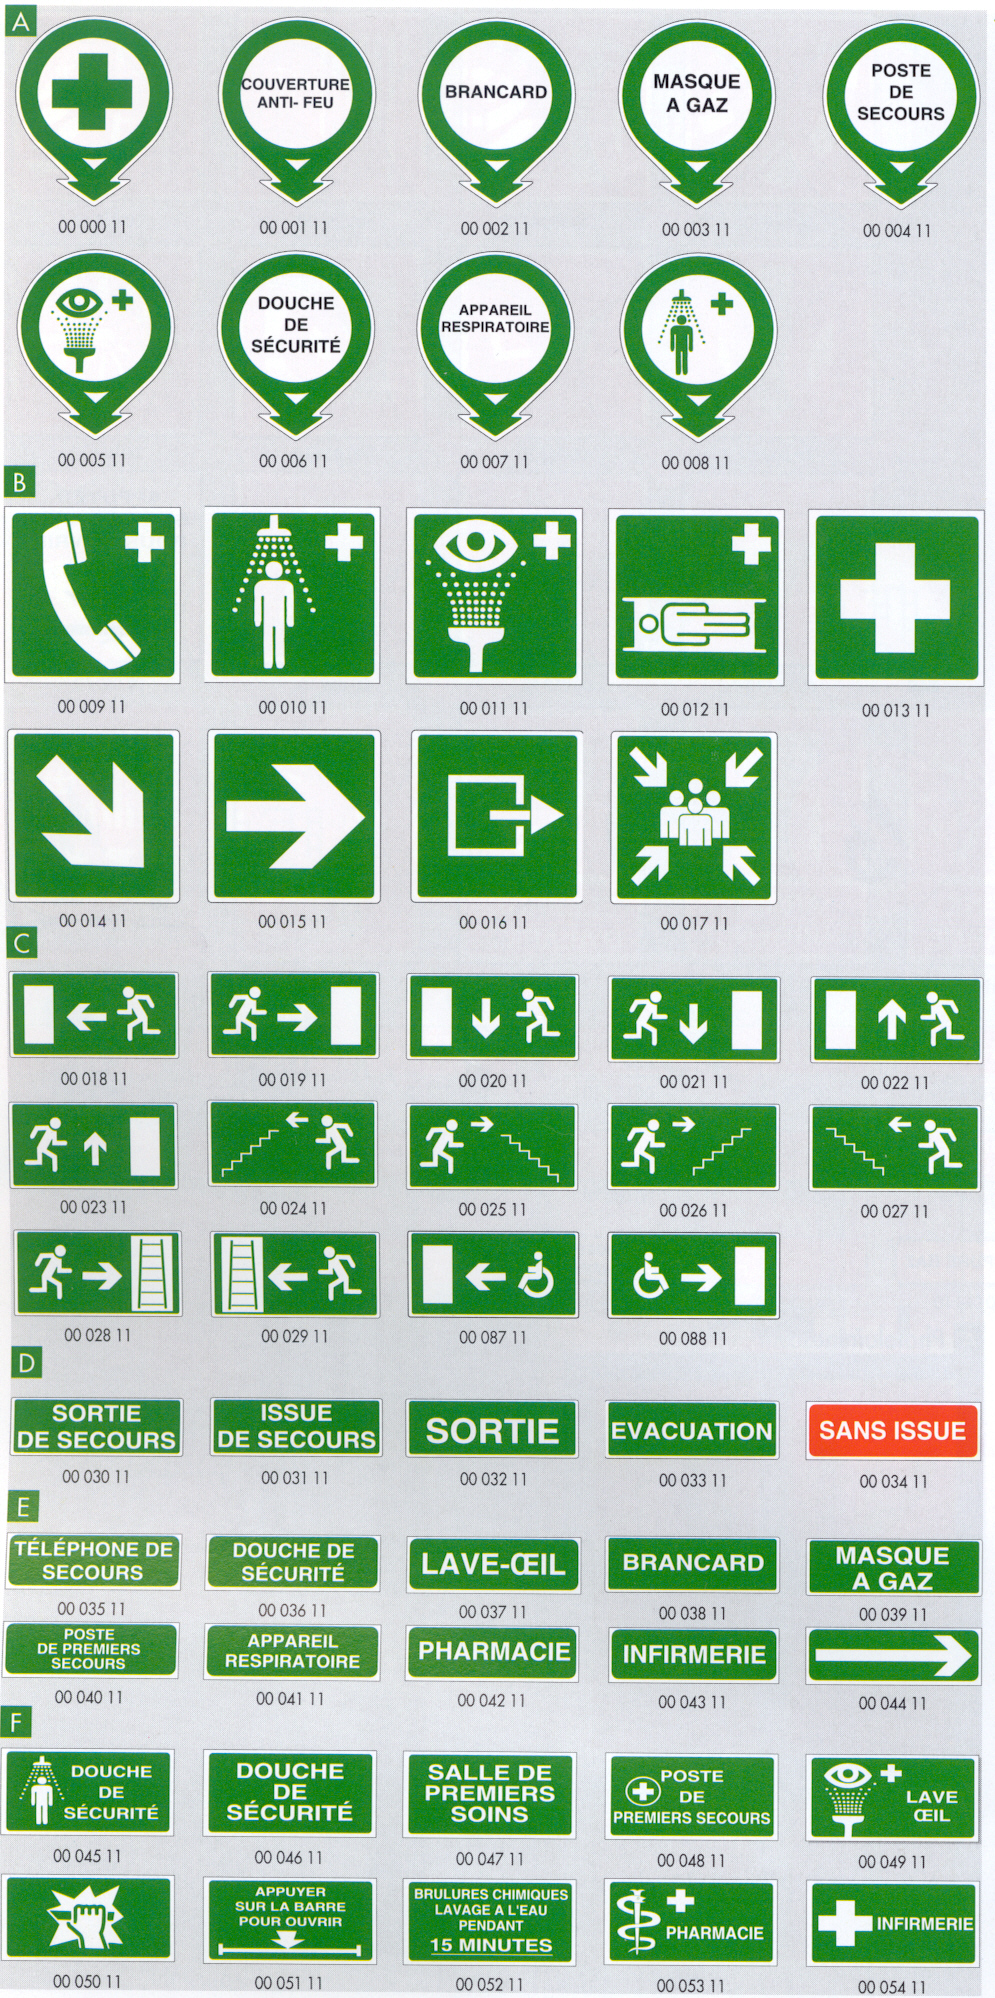 A
COUVERTURE
ANTI- FEU
BRANCARD
MASQUE
A GAZ
POSTE
DE
SECOURS
00 000 11
00 001 11
00 002 11
00 003 11
00 004 11
DOUCHE
DE
SÉCURITÉ
APPAREIL
RESPIRATOIRE
00 005 11
00 006 11
00 007 11
00 008 11
B
00 009 11
00 010 11
00 011 11
00 012 11
00 013 11
00 014 11
00 015 11
00 016 11
00 017 11
C
00 018 11
00 019 11
00 020 11
00 021 11
00 022 11
00 023 11
00 024 11
00 025 11
00 026 11
00 027 11
00 028 11
00 029 11
00 087 11
00 088 11
D
SORTIE
DE SECOURS
ISSUE
DE SECOURS
SORTIE
EVACUATION
SANS ISSUE
00 030 11
00 031 11
00 032 11
00 033 11
00 034 11
E
TÉLÉPHONE DE
SECOURS
DOUCHE DE
SÉCURITÉ
LAVE-ŒIL
BRANCARD
MASQUE
A GAZ
00 035 11
00 036 11
00 037 11
00 038 11
00 039 11
POSTE
DE PREMIERS
SECOURS
APPAREIL
RESPIRATOIRE
PHARMACIE
INFIRMERIE
00 040 11
00 041 11
00 042 11
00 043 11
00 044 11
F
DOUCHE
DE
SÉCURITÉ
DOUCHE
DE
SÉCURITÉ
SALLE DE
PREMIERS
SOINS
POSTE
DE
PREMIERS SECOURS
LAVE
ŒIL
00 045 11
00 046 11
00 047 11
00 048 11
00 049 11
APPUYER
SUR LA BARRE
POUR OUVRIR
BRULURES CHIMIQUES
LAVAGE A L'EAU
PENDANT
15 MINUTES
PHARMACIE
INFIRMERIE
00 050 11
00 051 11
00 052 11
00 053 11
00 054 11